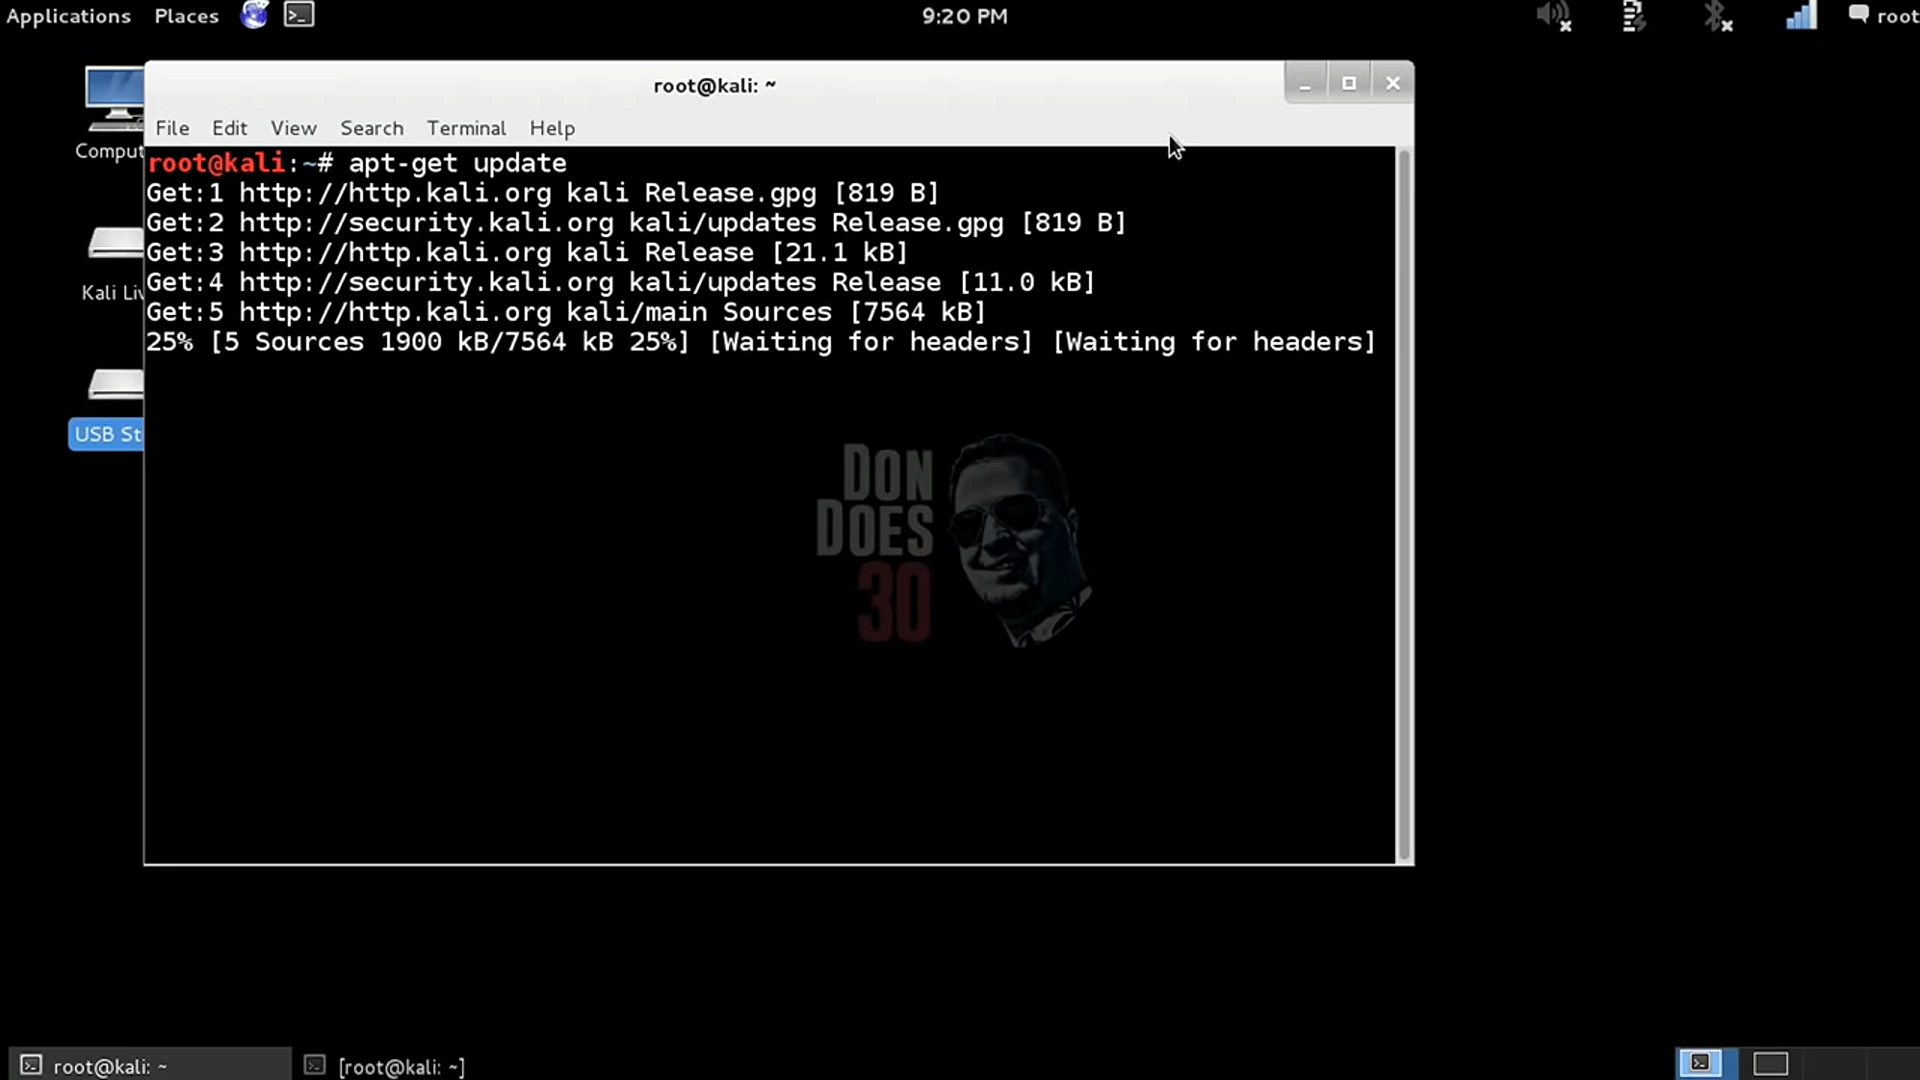 Applications Places 9:20 PM root
root@kali: ~
File Edit View Search Terminal Help
root@kali:~# apt-get update
Get:1 http://http.kali.org kali Release.gpg [819 B]
Get:2 http://security.kali.org kali/updates Release.gpg [819 B]
Get:3 http://http.kali.org kali Release [21.1 kB]
Get:4 http://security.kali.org kali/updates Release [11.0 kB]
Get:5 http://http.kali.org kali/main Sources [7564 kB]
25% [5 Sources 1900 kB/7564 kB 25%] [Waiting for headers] [Waiting for headers]
Comput
Kali Liv
USB St
DON
DOES
30
root@kali: ~ [root@kali: ~]